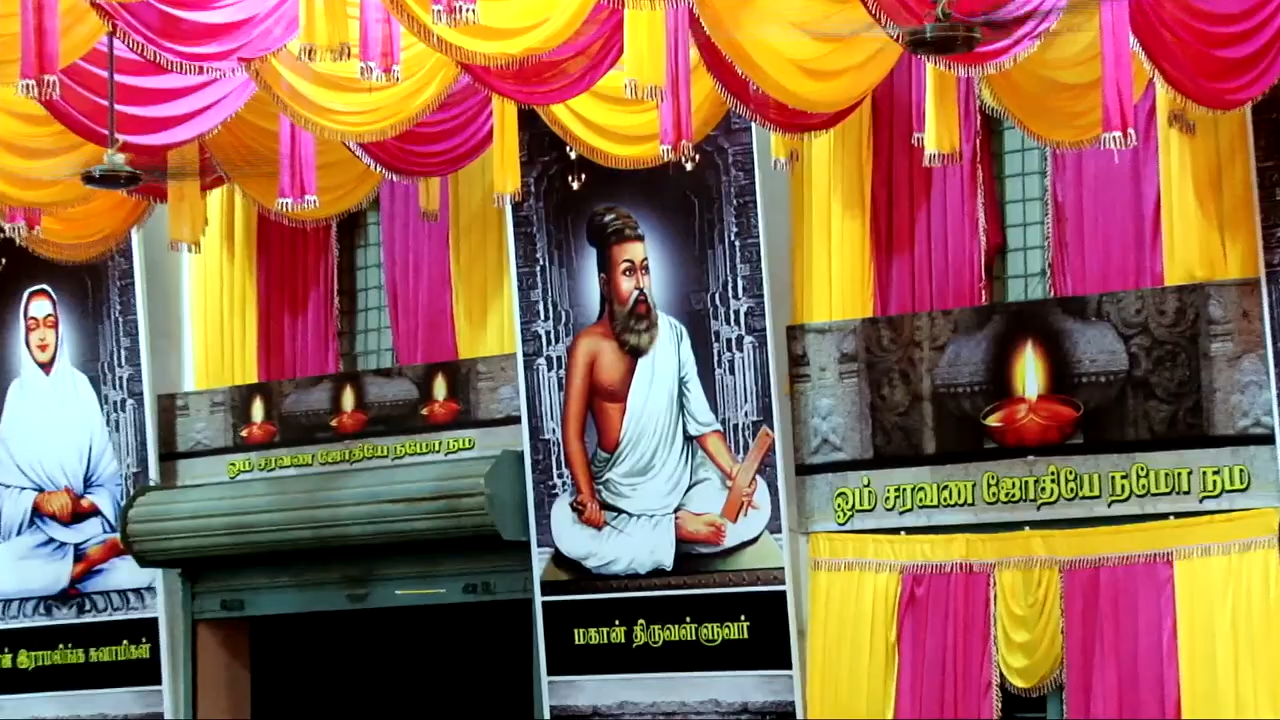 ஓம் சரவண ஜோதியே நமோ நம
ஓம் சரவண ஜோதியே நமோ நம
இராமலிங்க சுவாமிகள்
மகான் திருவள்ளுவர்